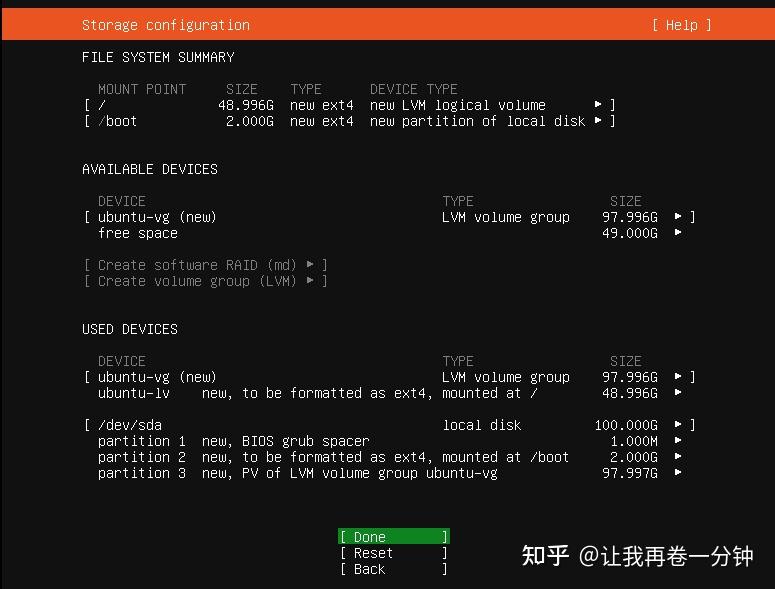 Storage configuration [ Help ]
FILE SYSTEM SUMMARY
MOUNT POINT SIZE TYPE DEVICE TYPE
[ / 48.996G new ext4 new LVM logical volume ▸ ]
[ /boot 2.000G new ext4 new partition of local disk ▸ ]
AVAILABLE DEVICES
DEVICE TYPE SIZE
[ ubuntu-vg (new) LVM volume group 97.996G ▸ ]
free space 49.000G ▸
[ Create software RAID (md) ▸ ]
[ Create volume group (LVM) ▸ ]
USED DEVICES
DEVICE TYPE SIZE
[ ubuntu-vg (new) LVM volume group 97.996G ▸ ]
ubuntu-lv new, to be formatted as ext4, mounted at / 48.996G ▸
[ /dev/sda local disk 100.000G ▸ ]
partition 1 new, BIOS grub spacer 1.000M ▸
partition 2 new, to be formatted as ext4, mounted at /boot 2.000G ▸
partition 3 new, PV of LVM volume group ubuntu-vg 97.997G ▸
[ Done ]
[ Reset ]
[ Back ]
知乎 @让我再卷一分钟